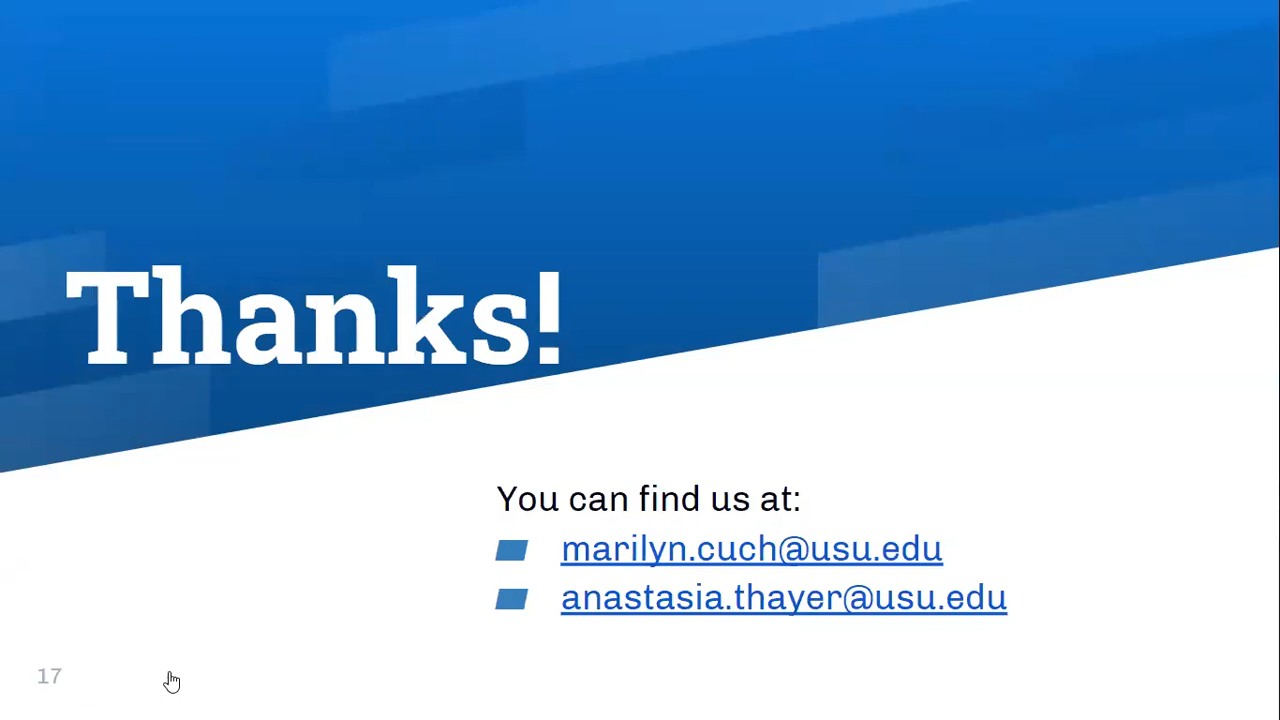 Thanks!
You can find us at:
marilyn.cuch@usu.edu
anastasia.thayer@usu.edu
17